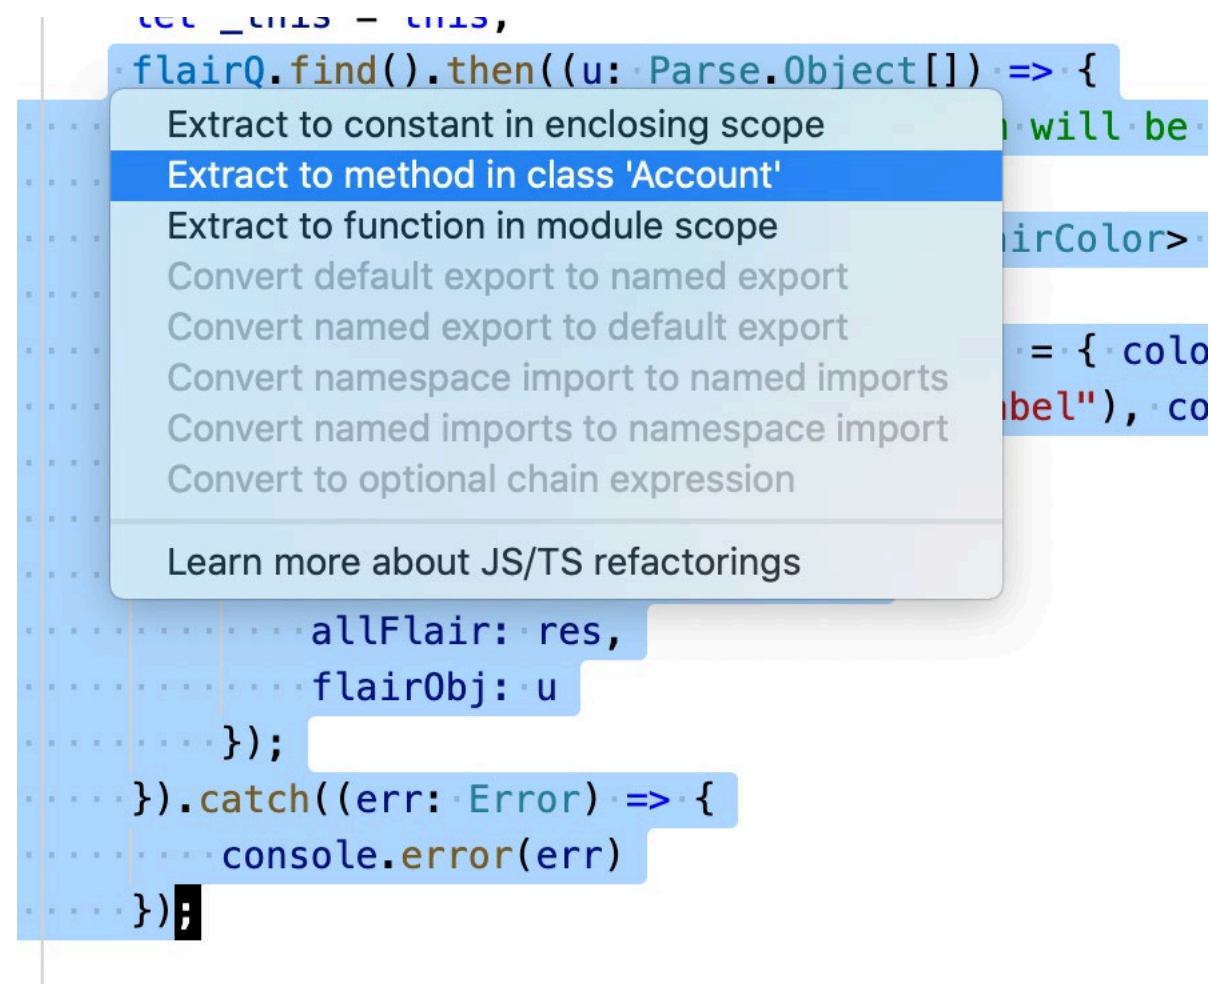 let _this = this,
flairQ.find().then((u: Parse.Object[]) => {
will be
irColor>
= { colo
bel"), co
Extract to constant in enclosing scope
Extract to method in class 'Account'
Extract to function in module scope
Convert default export to named export
Convert named export to default export
Convert namespace import to named imports
Convert named imports to namespace import
Convert to optional chain expression
Learn more about JS/TS refactorings
allFlair: res,
flairObj: u
});
}).catch((err: Error) => {
console.error(err)
});